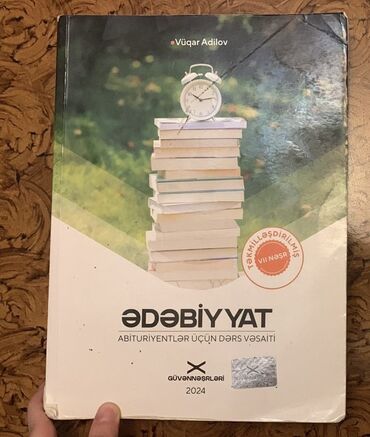 Vüqar Adilov
TƏKMİLLƏŞDİRİLMİŞ
VII NƏŞR
ƏDƏBİYYAT
ABİTURİYENTLƏR ÜÇÜN DƏRS VƏSAİTİ
GÜVƏNNƏŞRLƏRİ
2024